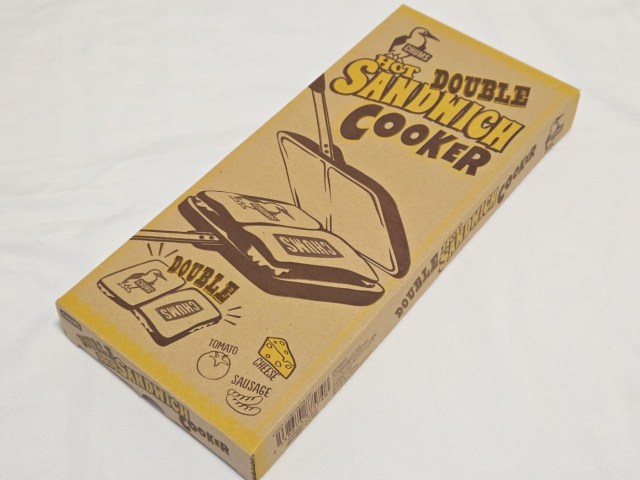 CHUMS
HOT DOUBLE
SANDWICH
COOKER
CHUMS
DOUBLE
CHUMS
TOMATO
CHEESE
SAUSAGE
DOUBLE SANDWICH COOKER
SANDWICH COOKER